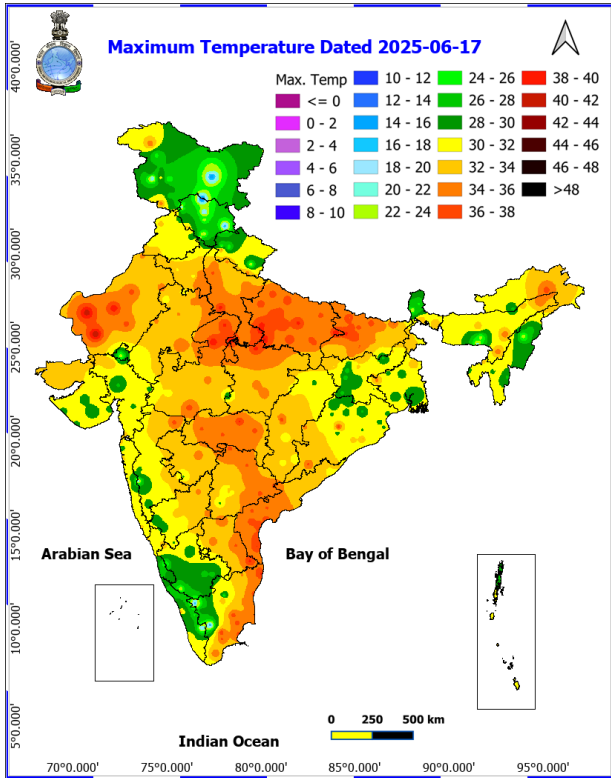 Maximum Temperature Dated 2025-06-17
Max. Temp
<= 0
0 - 2
2 - 4
4 - 6
6 - 8
8 - 10
10 - 12
12 - 14
14 - 16
16 - 18
18 - 20
20 - 22
22 - 24
24 - 26
26 - 28
28 - 30
30 - 32
32 - 34
34 - 36
36 - 38
38 - 40
40 - 42
42 - 44
44 - 46
46 - 48
>48
40°0.000'
35°0.000'
30°0.000'
25°0.000'
20°0.000'
15°0.000'
10°0.000'
5°0.000'
Arabian Sea
Bay of Bengal
Indian Ocean
0 250 500 km
70°0.000' 75°0.000' 80°0.000' 85°0.000' 90°0.000' 95°0.000'